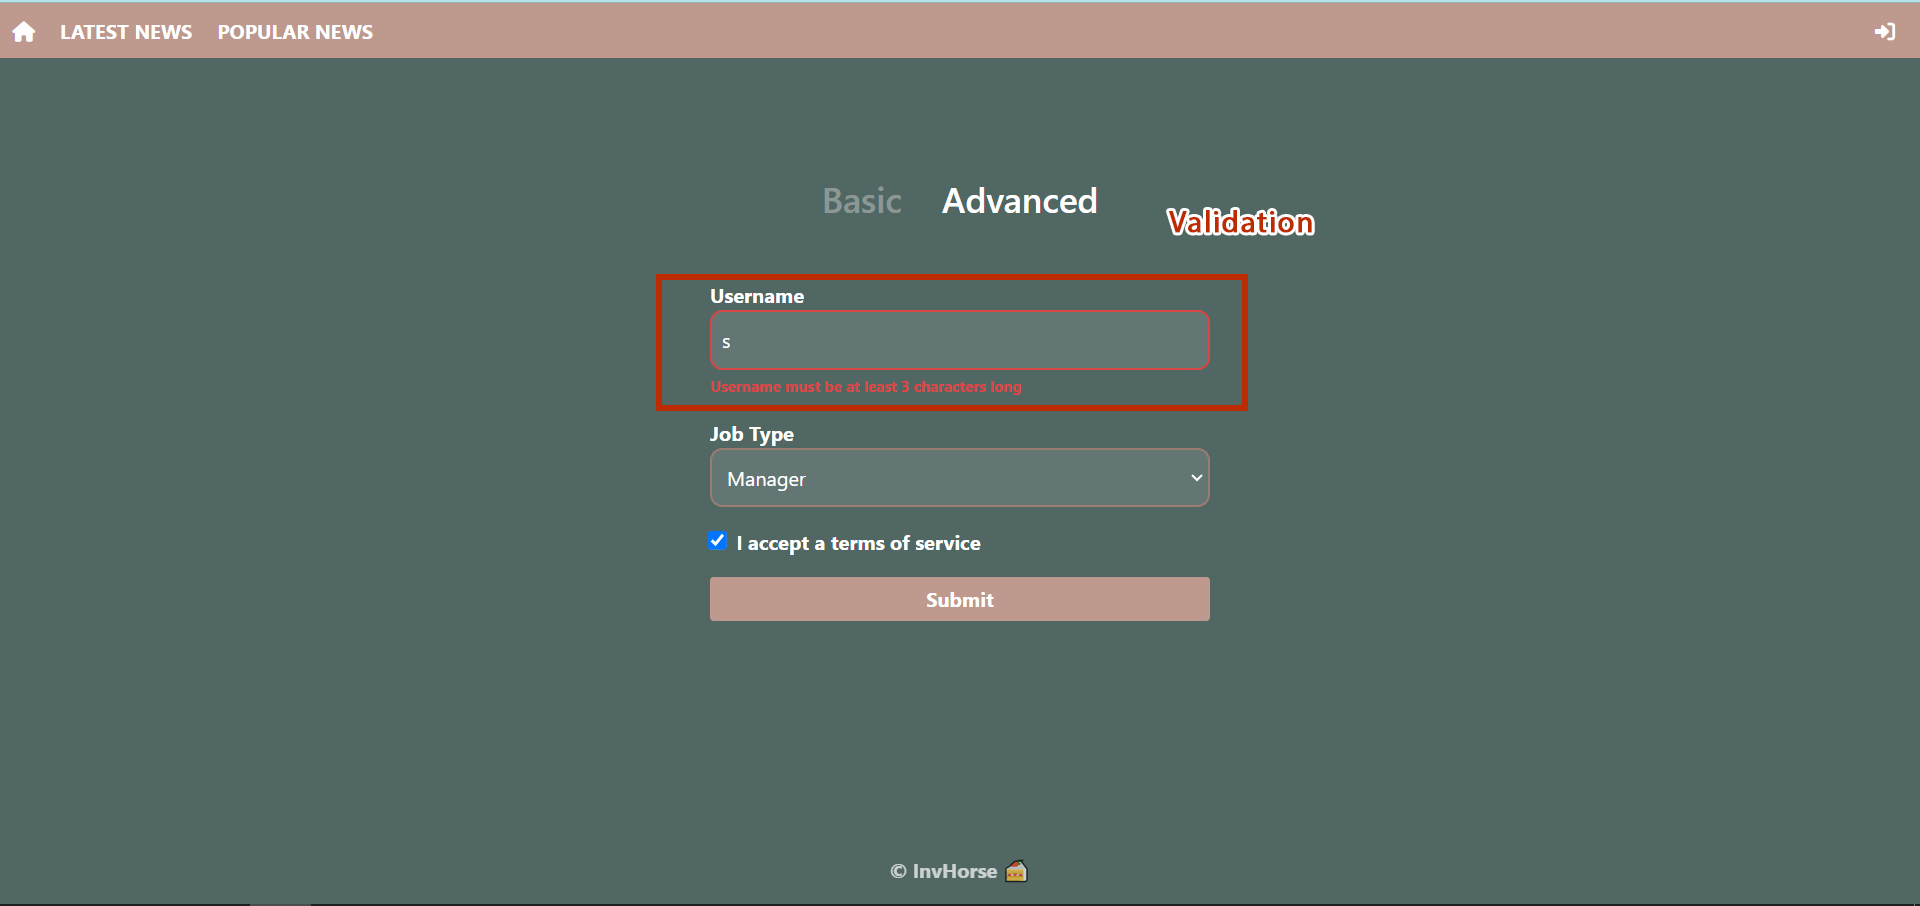 LATEST NEWS POPULAR NEWS
Basic Advanced
Validation
Username
s
Username must be at least 3 characters long
Job Type
Manager
I accept a terms of service
Submit
© InvHorse